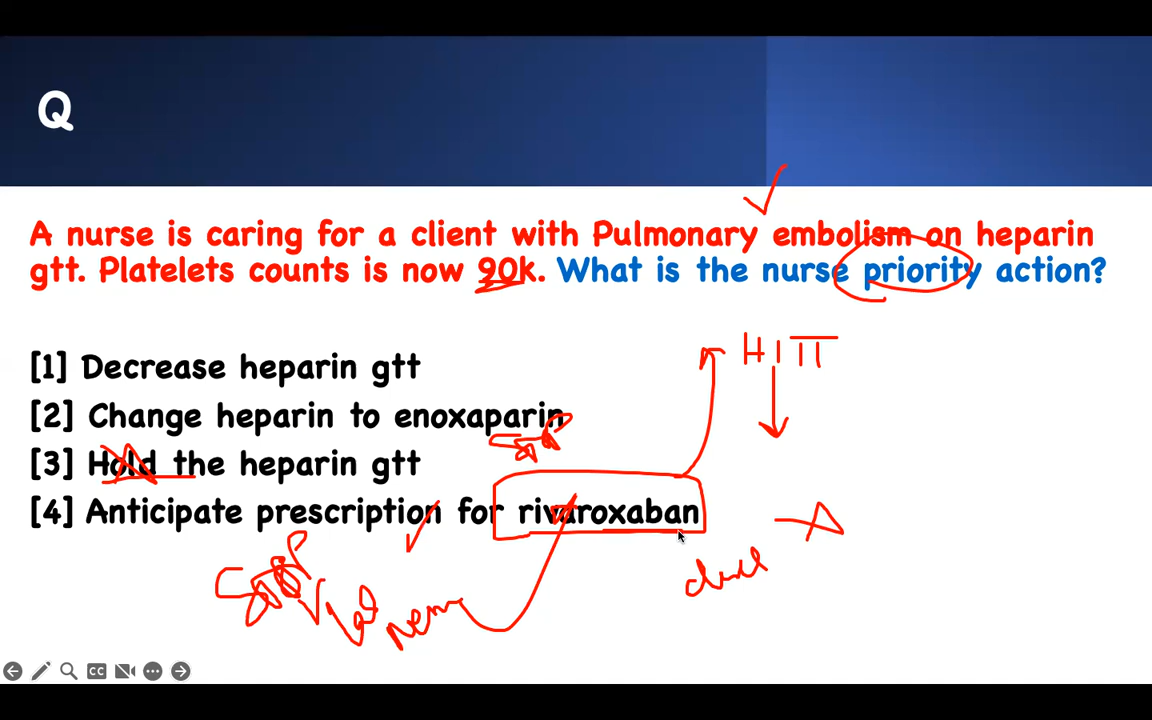 Q
A nurse is caring for a client with Pulmonary embolism on heparin
gtt. Platelets counts is now 90k. What is the nurse priority action?
HITT
[1] Decrease heparin gtt
[2] Change heparin to enoxaparin
[3] Hold the heparin gtt
[4] Anticipate prescription for rivaroxaban
CC